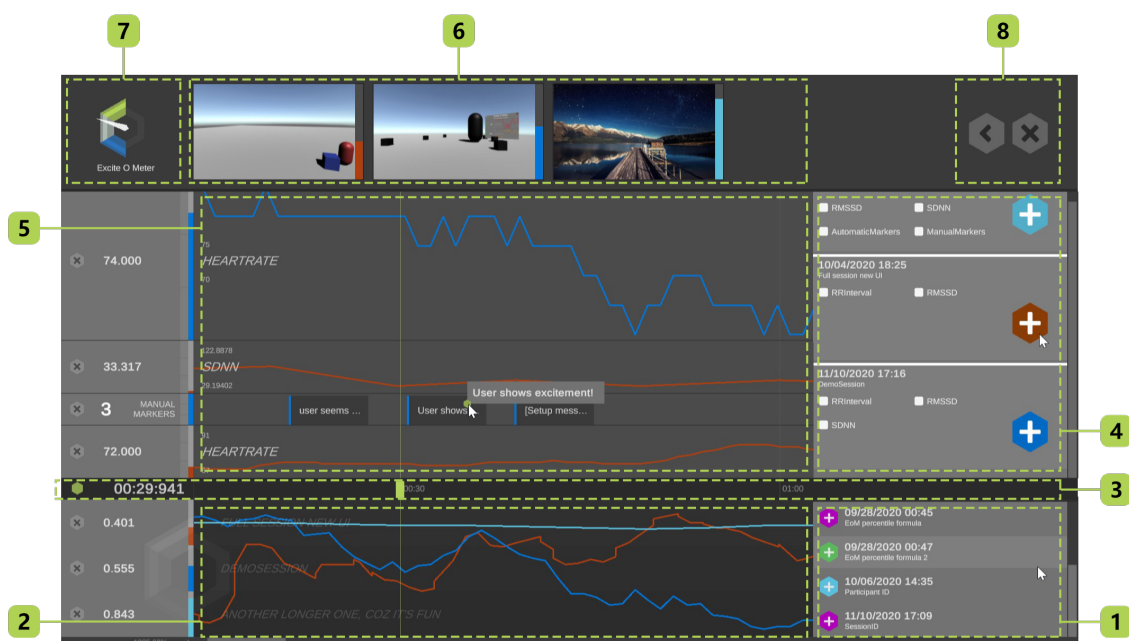 7
6
8
Excite O Meter
5
74.000
75
HEARTRATE
70
RMSSD
SDNN
AutomaticMarkers
ManualMarkers
10/04/2020 18:25
Full session new UI
RRInterval
RMSSD
33.317
122.8878
SDNN
29.19402
11/10/2020 17:16
DemoSession
RRInterval
RMSSD
SDNN
User shows excitement!
3
MANUAL
MARKERS
user seems ...
User shows
[Setup mess...
4
72.000
91
HEARTRATE
00:29:941
00:30
01:00
3
0.401
FULL SESSION NEW UI
0.555
DEMOSESSION
2
0.843
ANOTHER LONGER ONE, COZ IT'S FUN
09/28/2020 00:45
EoM percentile formula
09/28/2020 00:47
EoM percentile formula 2
10/06/2020 14:35
Participant ID
11/10/2020 17:09
SessionID
1